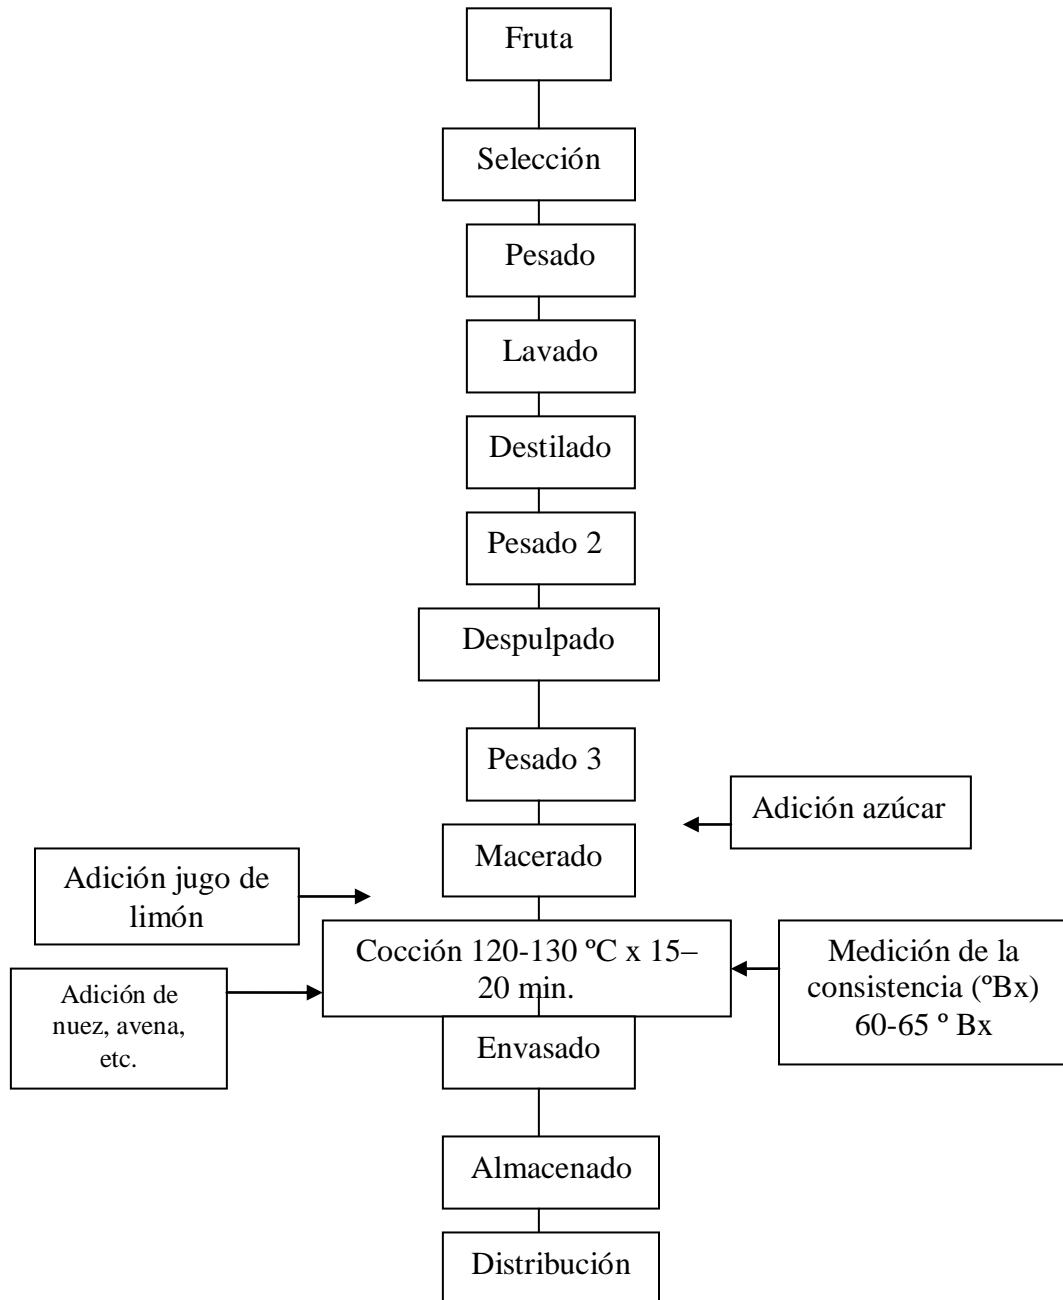 Fruta
Selección
Pesado
Lavado
Destilado
Pesado 2
Despulpado
Pesado 3
Adición azúcar
Macerado
Adición jugo de
limón
Cocción 120-130 ºC x 15–
20 min.
Medición de la
consistencia (ºBx)
60-65 º Bx
Adición de
nuez, avena,
etc.
Envasado
Almacenado
Distribución